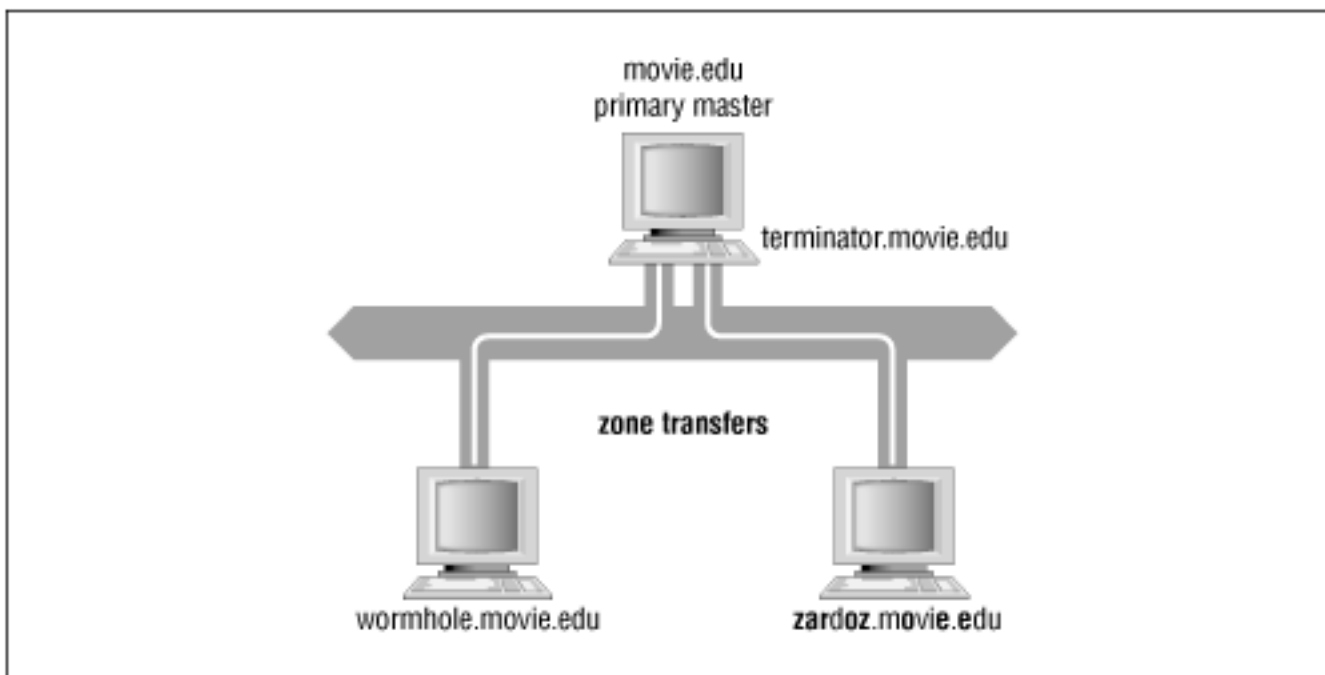 movie.edu
primary master
terminator.movie.edu
zone transfers
wormhole.movie.edu
zardoz.movie.edu